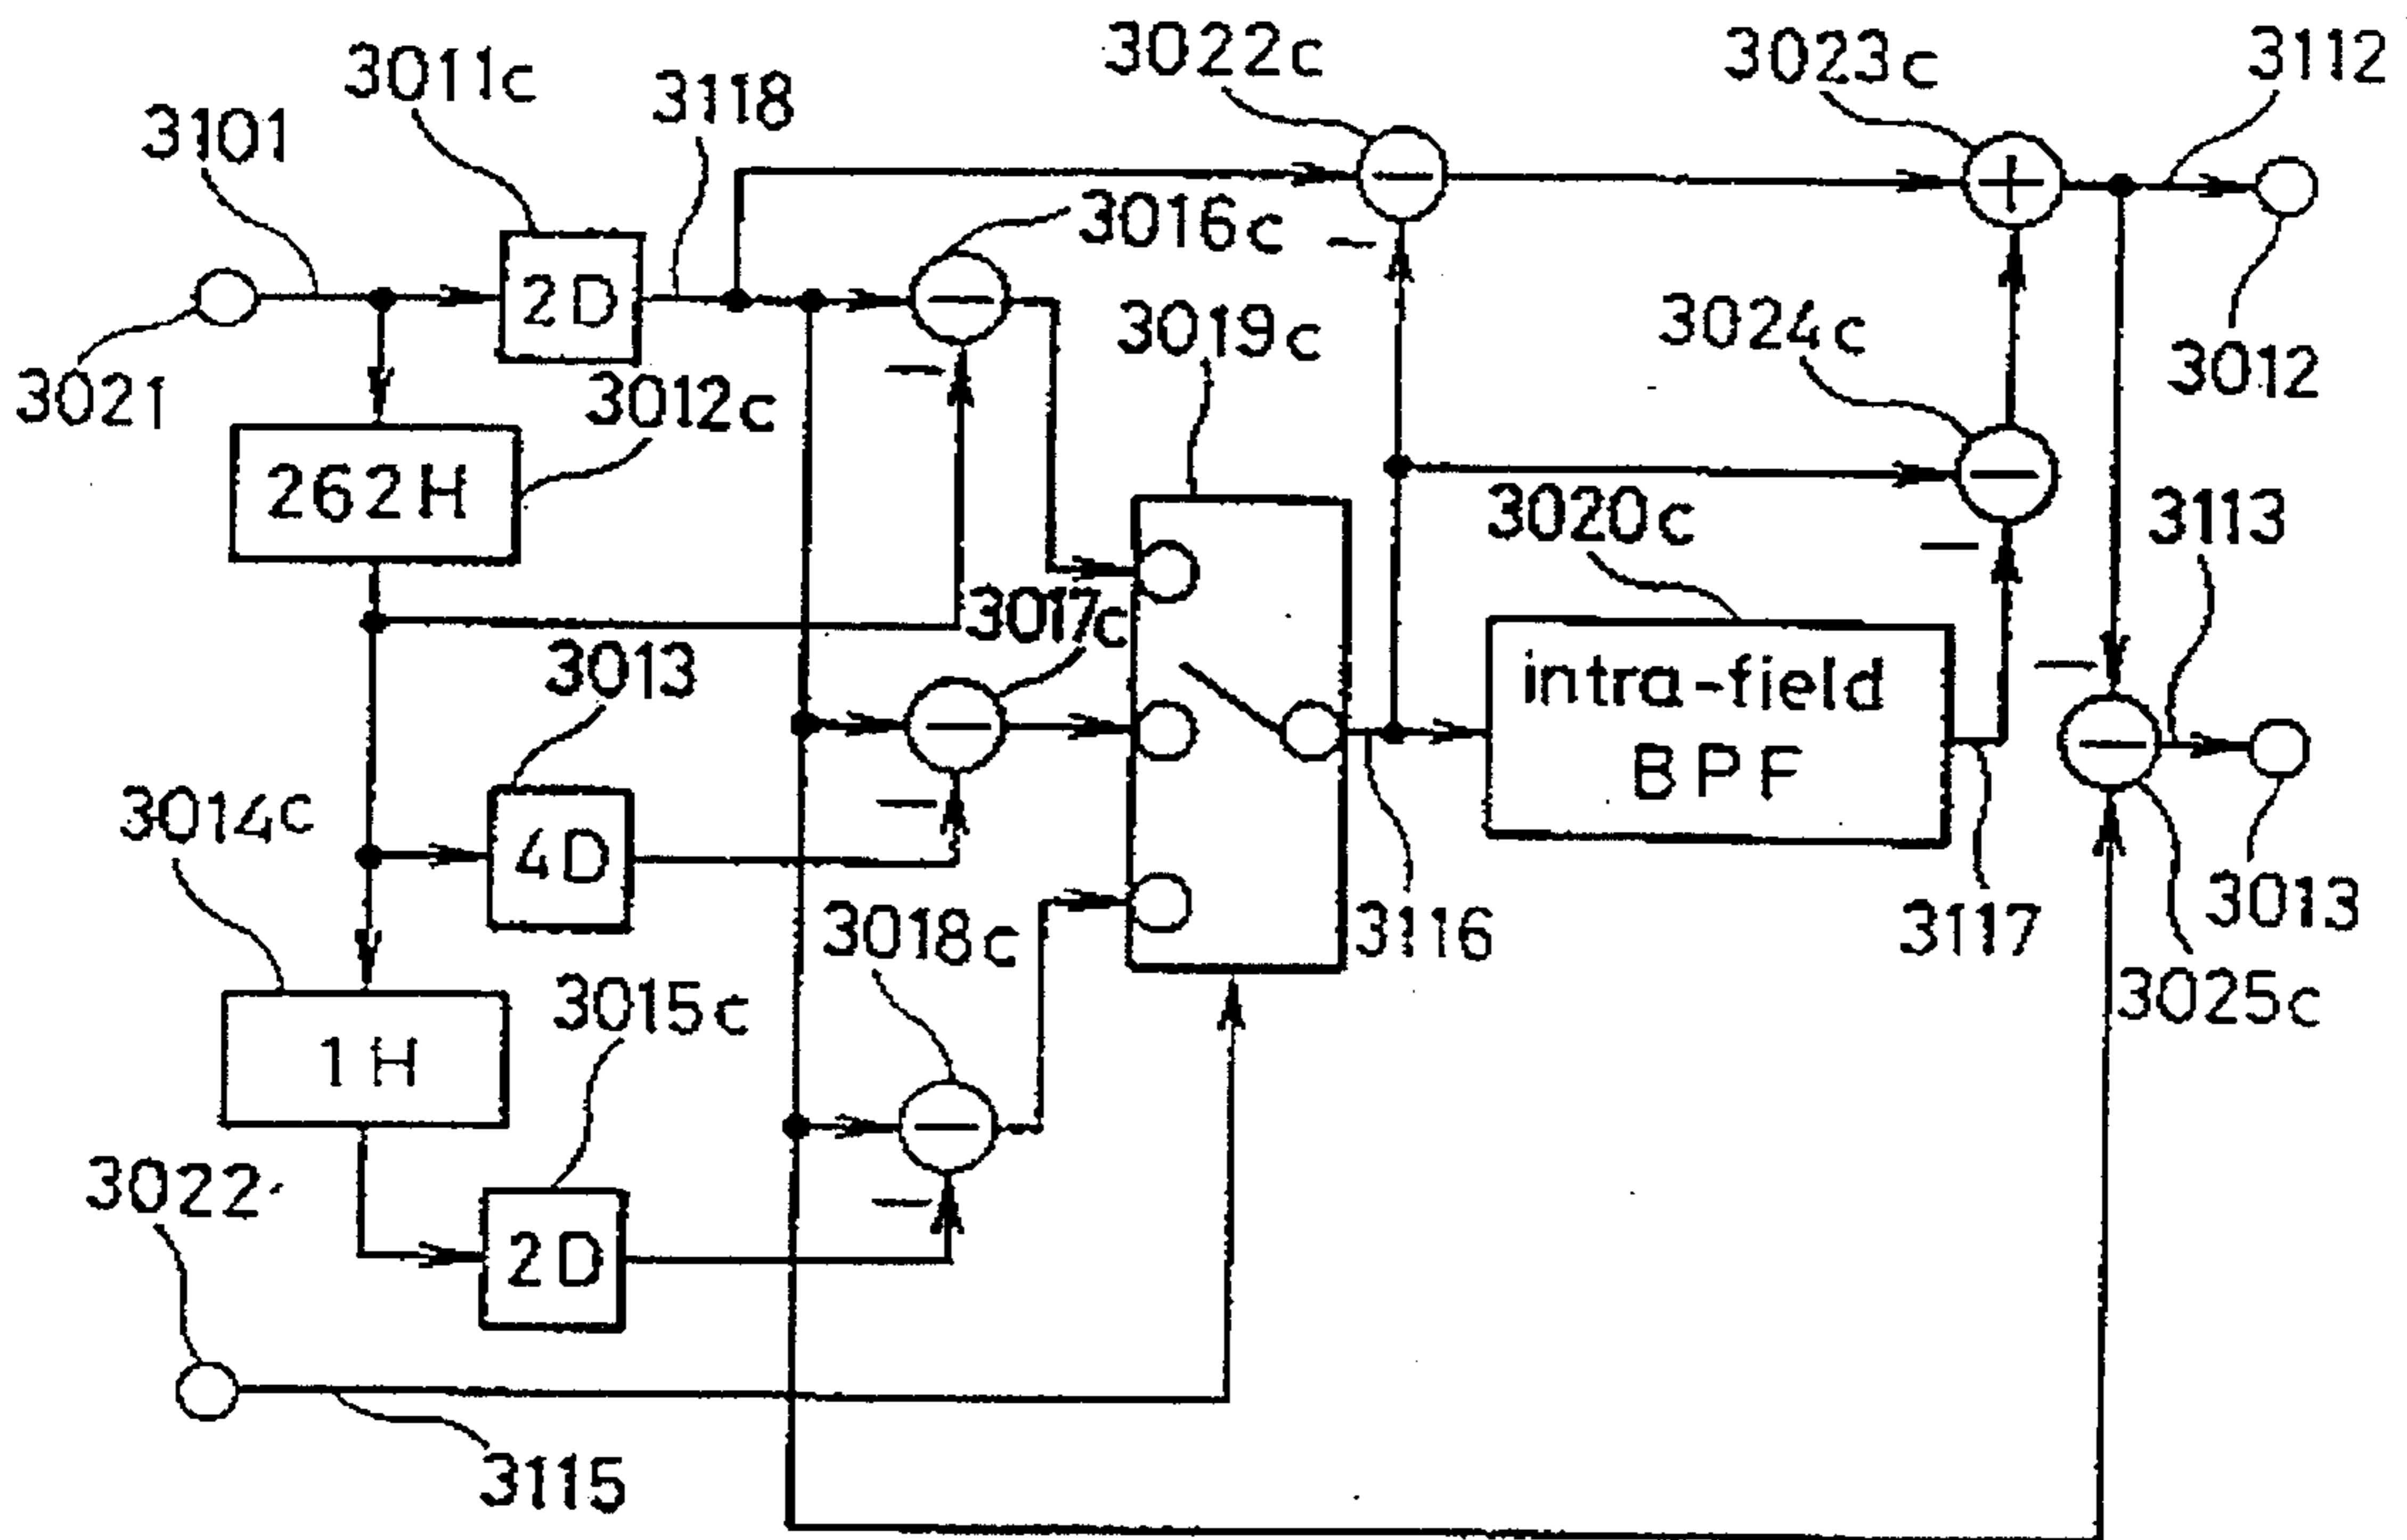 3022c
3023c
3112
3011c
3118
3101
3016c
2D
3019c
3024c
3021
3012c
3012
262H
3020c
3113
3017c
3013
intra-field
BPF
3014c
4D
3018c
3116
3117
3013
3015c
3025c
1H
3022
2D
3115